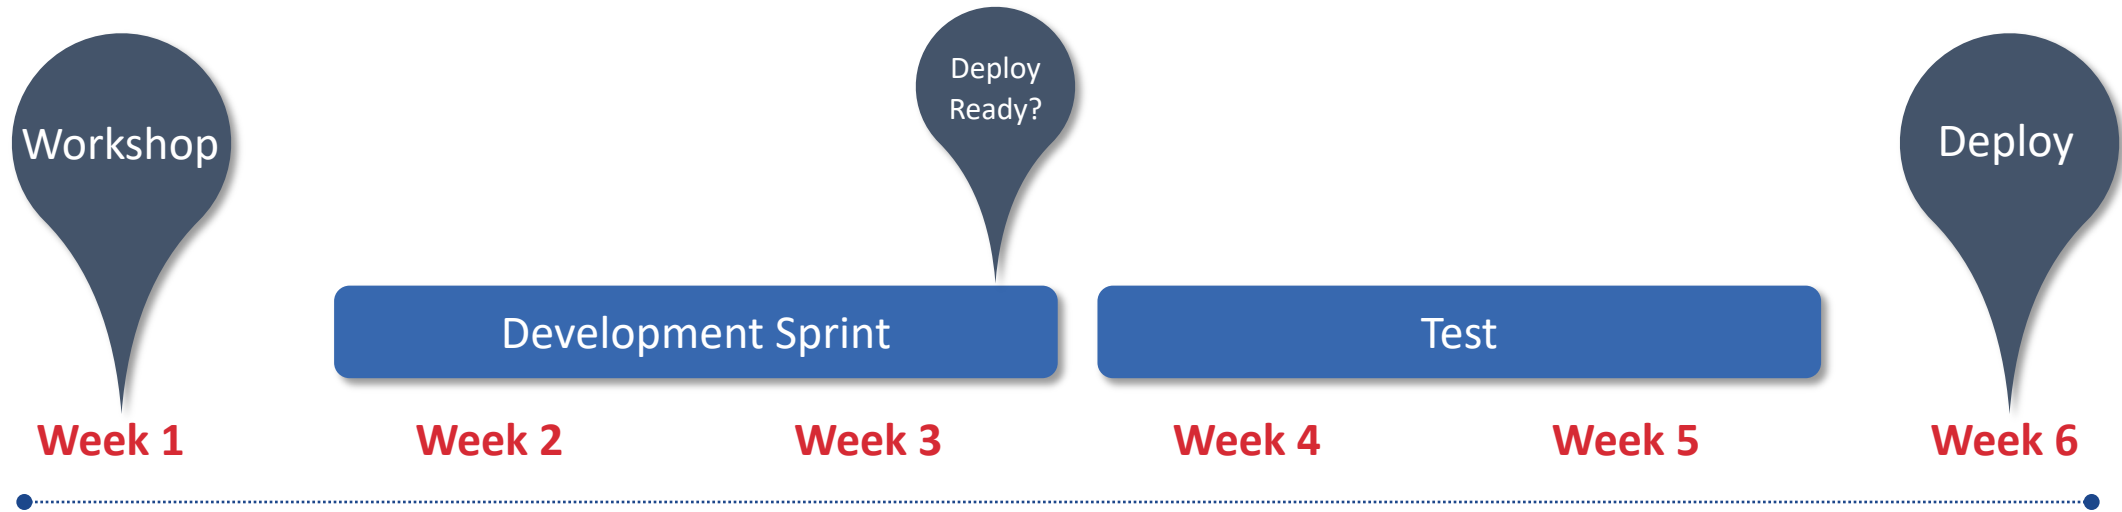 Workshop
Deploy
Ready?
Deploy
Development Sprint
Test
Week 1
Week 2
Week 3
Week 4
Week 5
Week 6